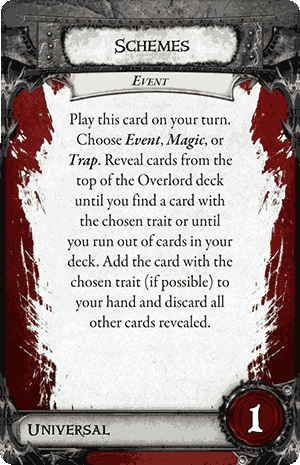 Schemes
Event
Play this card on your turn.
Choose Event, Magic, or
Trap. Reveal cards from the
top of the Overlord deck
until you find a card with
the chosen trait or until
you run out of cards in your
deck. Add the card with the
chosen trait (if possible) to
your hand and discard all
other cards revealed.
Universal
1